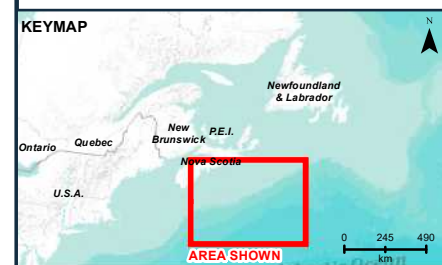 KEYMAP
N
Newfoundland
& Labrador
New
Brunswick
P.E.I.
Quebec
Ontario
Nova Scotia
U.S.A.
0 245 490
km
AREA SHOWN